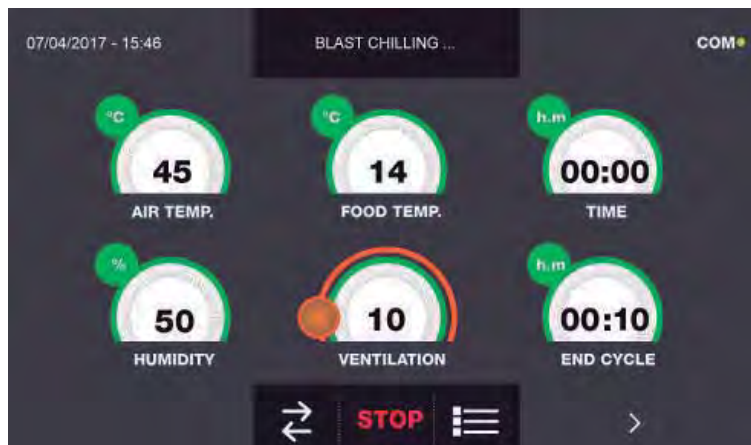 07/04/2017 - 15:46
BLAST CHILLING ...
COM
°C
45
AIR TEMP.
°C
14
FOOD TEMP.
h.m
00:00
TIME
%
50
HUMIDITY
10
VENTILATION
h.m
00:10
END CYCLE
STOP